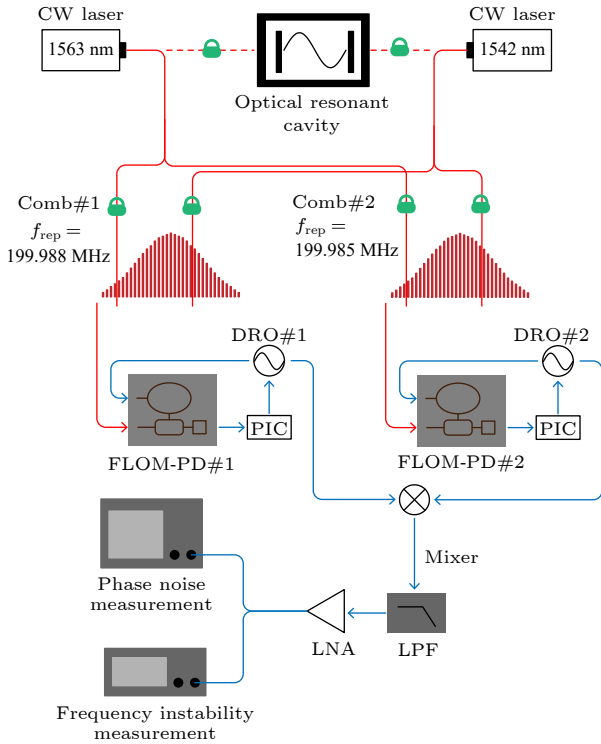 CW laser
CW laser
1563 nm
1542 nm
Optical resonant
cavity
Comb#1
f_rep =
199.988 MHz
Comb#2
f_rep =
199.985 MHz
DRO#1
DRO#2
PIC
PIC
FLOM-PD#1
FLOM-PD#2
Mixer
Phase noise
measurement
LNA
LPF
Frequency instability
measurement